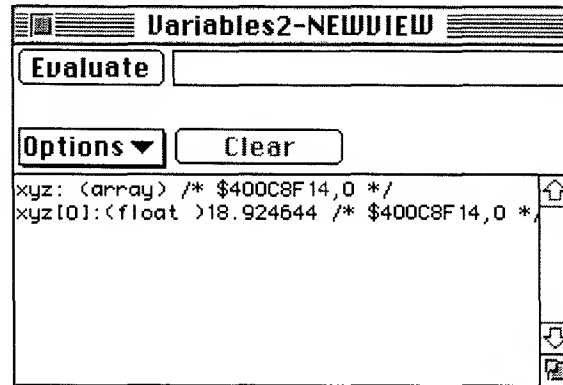 Variables2-NEWVIEW
Evaluate
Options Clear
xyz: (array) /* $400C8F14,0 */
xyz[0]:(float )18.924644 /* $400C8F14,0 */